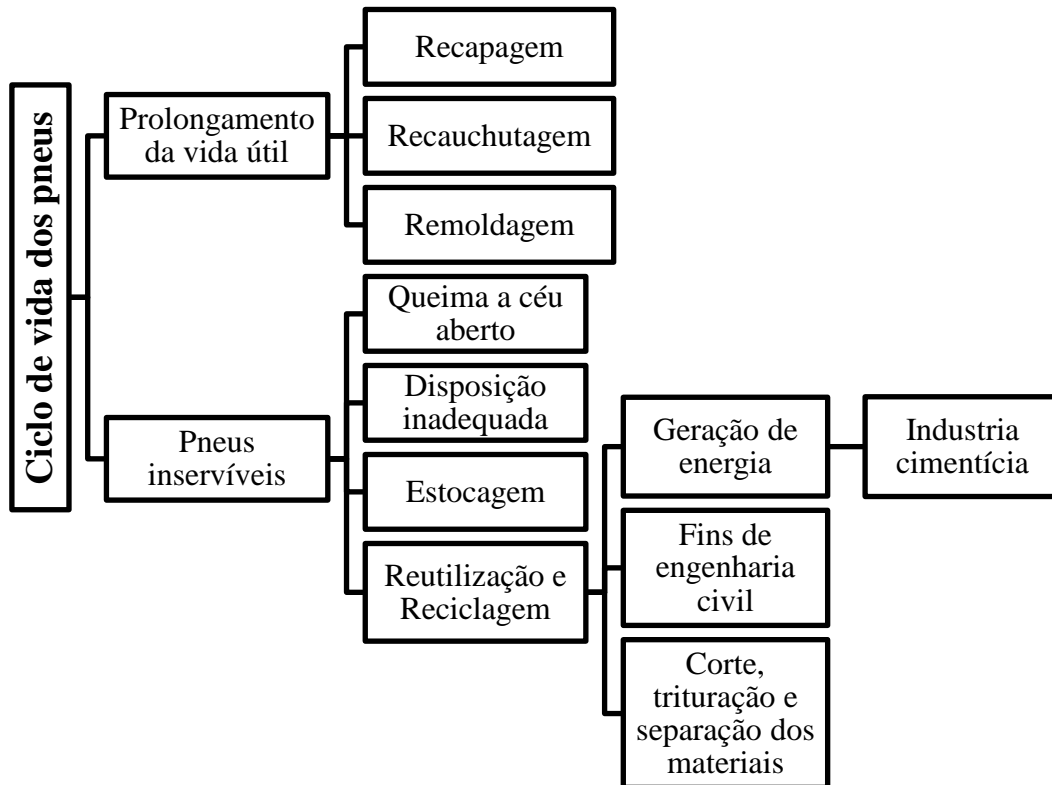 Ciclo de vida dos pneus
Prolongamento
da vida útil
Recapagem
Recauchutagem
Remoldagem
Pneus
inservíveis
Queima a céu
aberto
Disposição
inadequada
Estocagem
Reutilização e
Reciclagem
Geração de
energia
Industria
cimentícia
Fins de
engenharia
civil
Corte,
trituração e
separação dos
materiais